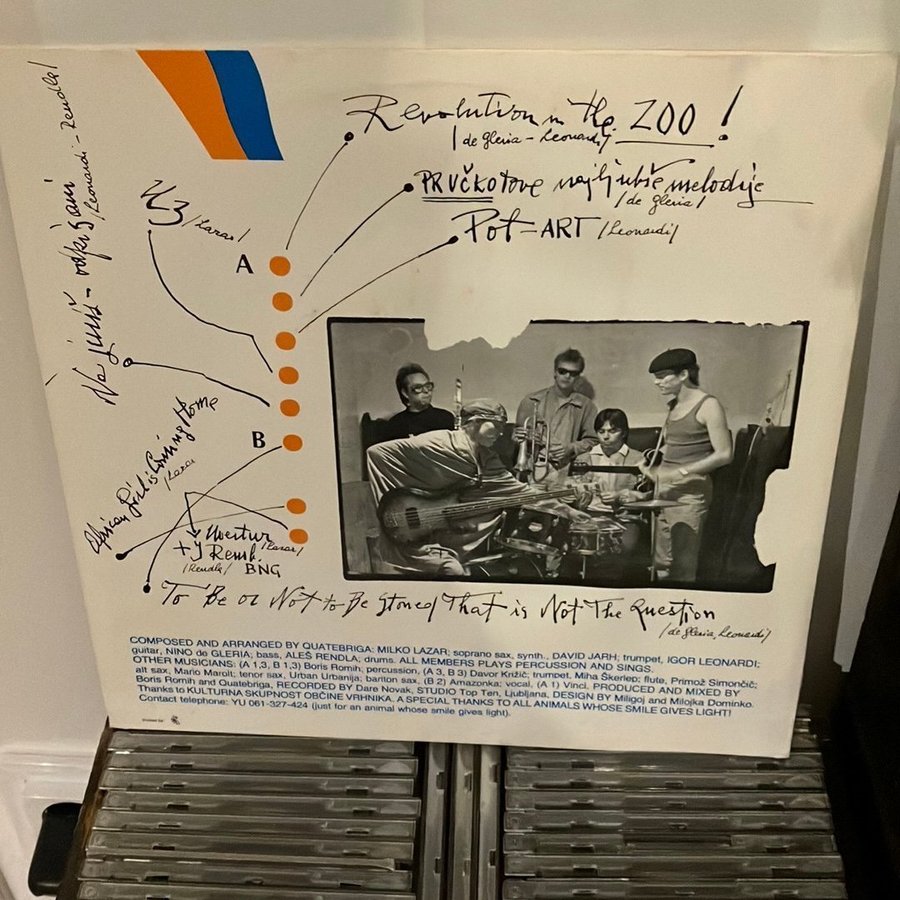 Revolution in the ZOO!
/de Gleria - Leonardi/
PRVČKOTOVE najljubše melodije
/de Gleria/
POT-ART /Leonardi/
43 /Lazar/
/Leonardi - Rendla/
A
B
African Girl is Coming Home
/Lazar
/Lazar/
+4 Remb.
/Rendla/ BNG
To Be or Not to Be Stoned That is Not The Question
/de Gleria, Leonardi/
COMPOSED AND ARRANGED BY QUATEBRIGA: MILKO LAZAR; soprano sax, synth., DAVID JARH; trumpet, IGOR LEONARDI;
guitar, NINO de GLERIA; bass, ALEŠ RENDLA; drums. ALL MEMBERS PLAYS PERCUSSION AND SINGS.
OTHER MUSICIANS: (A 1,3, B 1,3) Boris Romih; percussion, (A 3, B 3) Davor Križić; trumpet, Miha Škerlep; flute, Primož Simončič;
alt sax, Mario Maroli; tenor sax, Urban Urbanija; bariton sax. (B 2) Amazonka; vocal, (A 1) Vinci. PRODUCED AND MIXED BY
Boris Romih and Quatebriga, RECORDED BY Dare Novak, STUDIO Top Ten, Ljubljana. DESIGN BY Miligoj and Milojka Dominko.
Thanks to KULTURNA SKUPNOST OBČINE VRHNIKA. A SPECIAL THANKS TO ALL ANIMALS WHOSE SMILE GIVES LIGHT!
Contact telephone: YU 061-327-424 (just for an animal whose smile gives light).